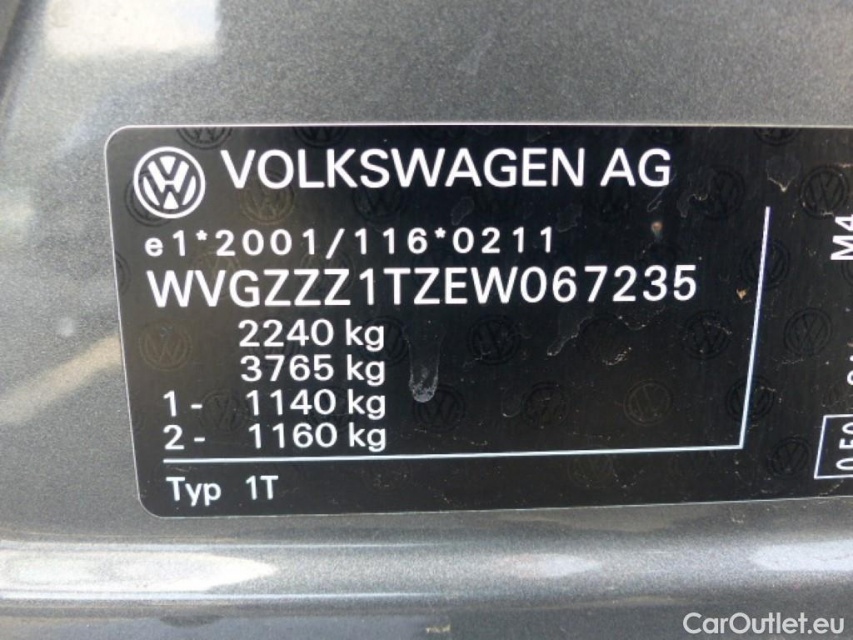 VOLKSWAGEN AG
e1*2001/116*0211
WVGZZZ1TZEW067235
2240 kg
3765 kg
1- 1140 kg
2- 1160 kg
Typ 1T
M4
CarOutlet.eu